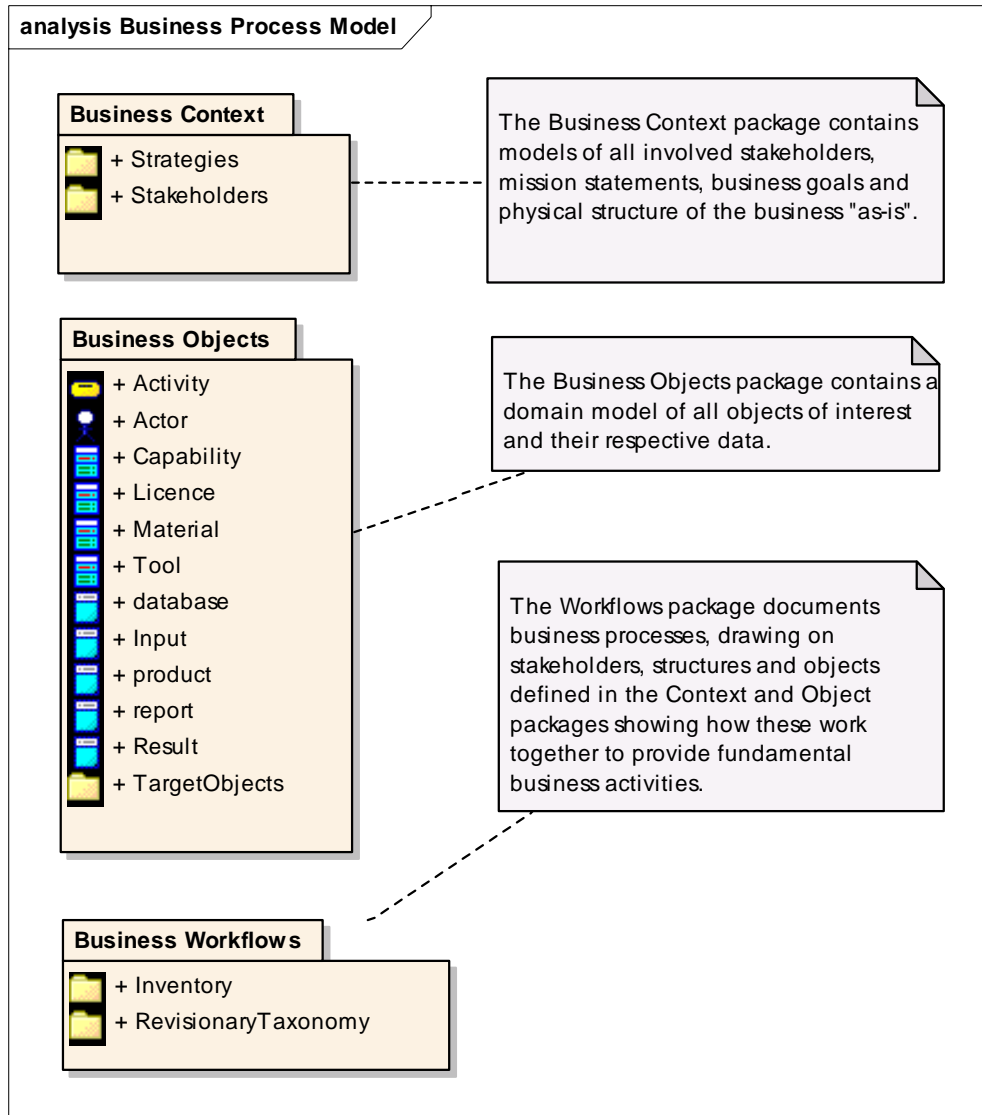 analysis Business Process Model
Business Context
+ Strategies
+ Stakeholders
The Business Context package contains
models of all involved stakeholders,
mission statements, business goals and
physical structure of the business "as-is".
Business Objects
+ Activity
+ Actor
+ Capability
+ Licence
+ Material
+ Tool
+ database
+ Input
+ product
+ report
+ Result
+ TargetObjects
The Business Objects package contains a
domain model of all objects of interest
and their respective data.
The Workflows package documents
business processes, drawing on
stakeholders, structures and objects
defined in the Context and Object
packages showing how these work
together to provide fundamental
business activities.
Business Workflows
+ Inventory
+ RevisionaryTaxonomy